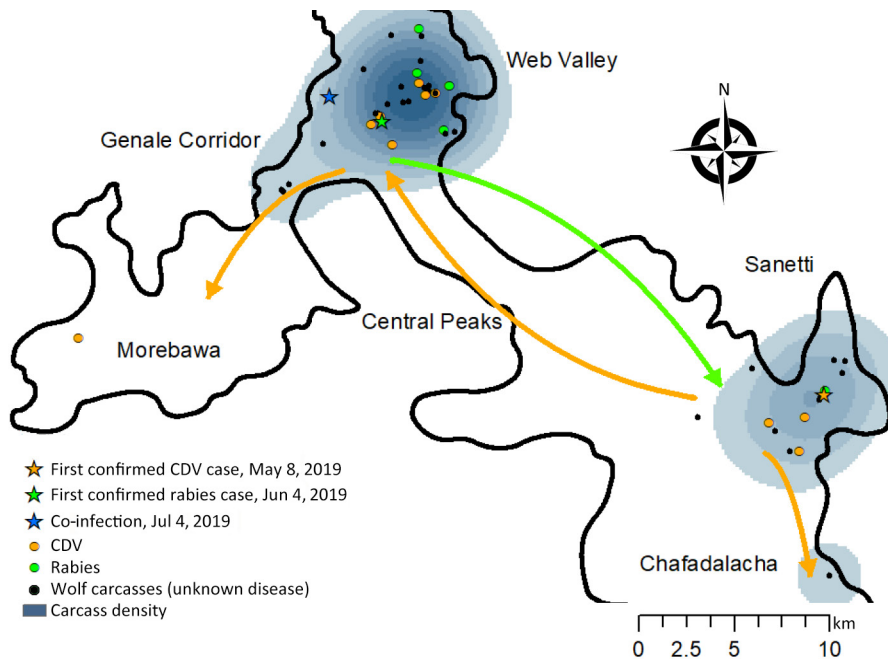 Web Valley
N
Genale Corridor
Sanetti
Central Peaks
Morebawa
First confirmed CDV case, May 8, 2019
First confirmed rabies case, Jun 4, 2019
Co-infection, Jul 4, 2019
CDV
Rabies
Wolf carcasses (unknown disease)
Carcass density
Chafadalacha
km
0 2.5 5 10